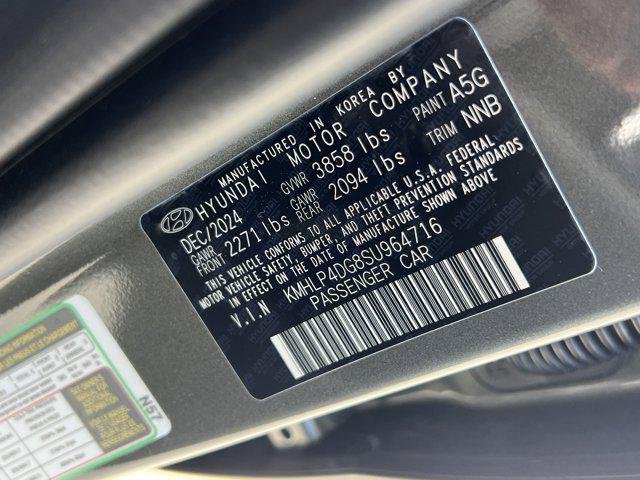 MANUFACTURED IN KOREA BY
HYUNDAI MOTOR COMPANY
DEC/2024 GVWR 3858 lbs PAINT A5G
GAWR FRONT 2271 lbs GAWR REAR 2094 lbs TRIM NNB
THIS VEHICLE CONFORMS TO ALL APPLICABLE U.S.A. FEDERAL
MOTOR VEHICLE SAFETY, BUMPER, AND THEFT PREVENTION STANDARDS
IN EFFECT ON THE DATE OF MANUFACTURE SHOWN ABOVE
V.I.N KMHLP4DG8SU964716
PASSENGER CAR
N57